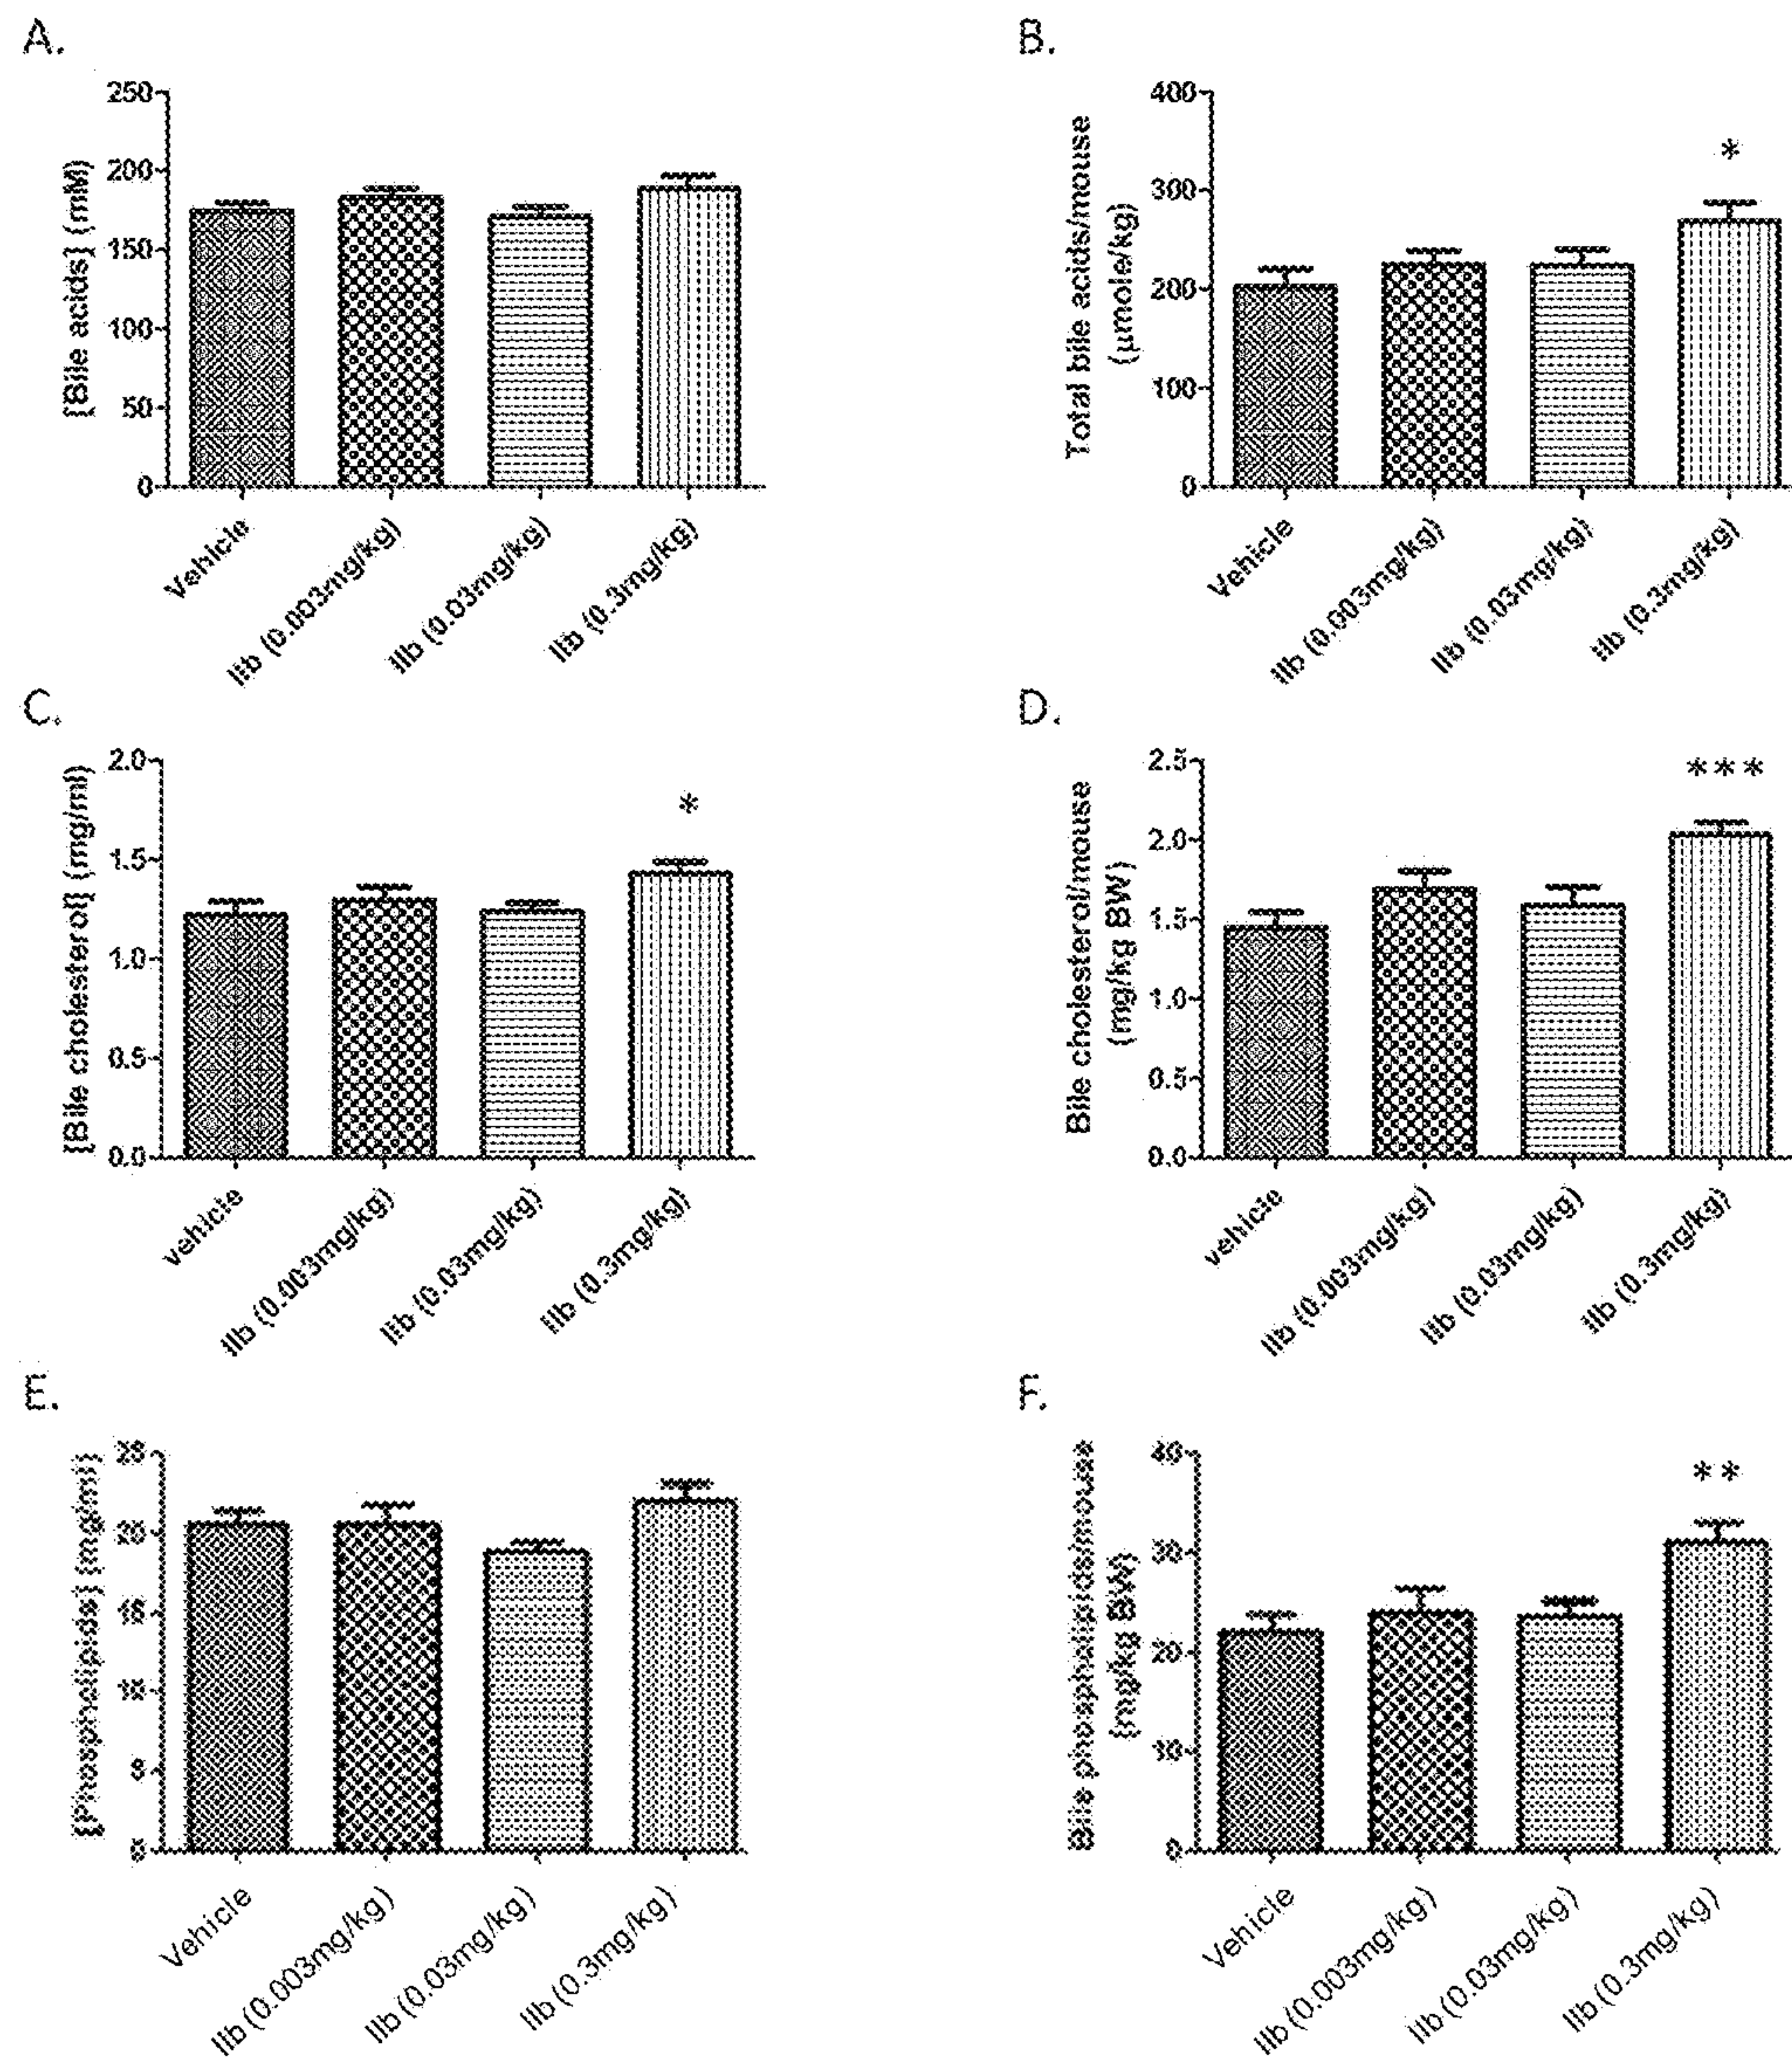 A.
[Bile acids] (mM)
250
200
150
100
50
0
Vehicle
IIb (0.003mg/kg)
IIb (0.03mg/kg)
IIb (0.3mg/kg)
B.
Total bile acids/mouse
(µmole/kg)
400
300
200
100
0
*
Vehicle
IIb (0.003mg/kg)
IIb (0.03mg/kg)
IIb (0.3mg/kg)
C.
[Bile cholesterol] (mg/ml)
2.0
1.5
1.0
0.5
0.0
*
vehicle
IIb (0.003mg/kg)
IIb (0.03mg/kg)
IIb (0.3mg/kg)
D.
Bile cholesterol/mouse
(mg/kg BW)
2.5
2.0
1.5
1.0
0.5
0.0
***
vehicle
IIb (0.003mg/kg)
IIb (0.03mg/kg)
IIb (0.3mg/kg)
E.
[Phospholipids] (mg/ml)
25
20
15
10
5
0
Vehicle
IIb (0.003mg/kg)
IIb (0.03mg/kg)
IIb (0.3mg/kg)
F.
Bile phospholipids/mouse
(mg/kg BW)
40
30
20
10
0
**
Vehicle
IIb (0.003mg/kg)
IIb (0.03mg/kg)
IIb (0.3mg/kg)